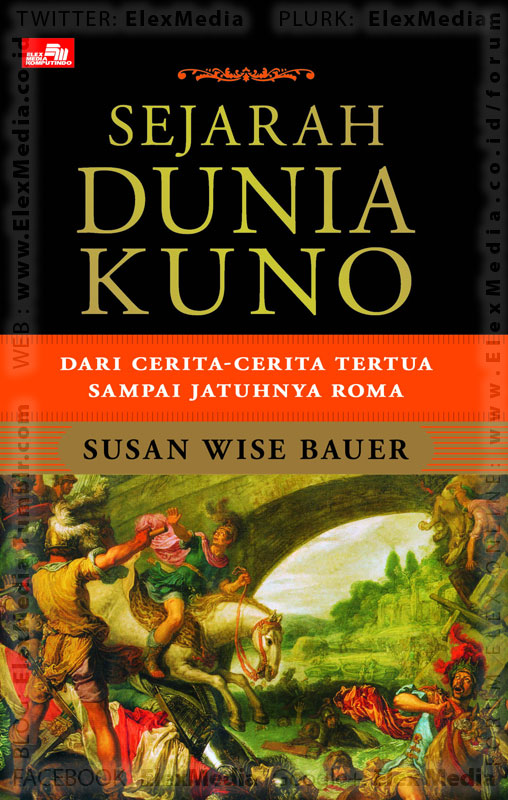 TWITTER: ElexMedia PLURK: ElexMedia
ELEX
MEDIA
KOMPUTINDO
SEJARAH
DUNIA
KUNO
DARI CERITA-CERITA TERTUA
SAMPAI JATUHNYA ROMA
SUSAN WISE BAUER
WEB: www.ElexMedia.co.id
www.ElexMedia.co.id/forum
FACEBOOK: ElexMedia
ElexMedia